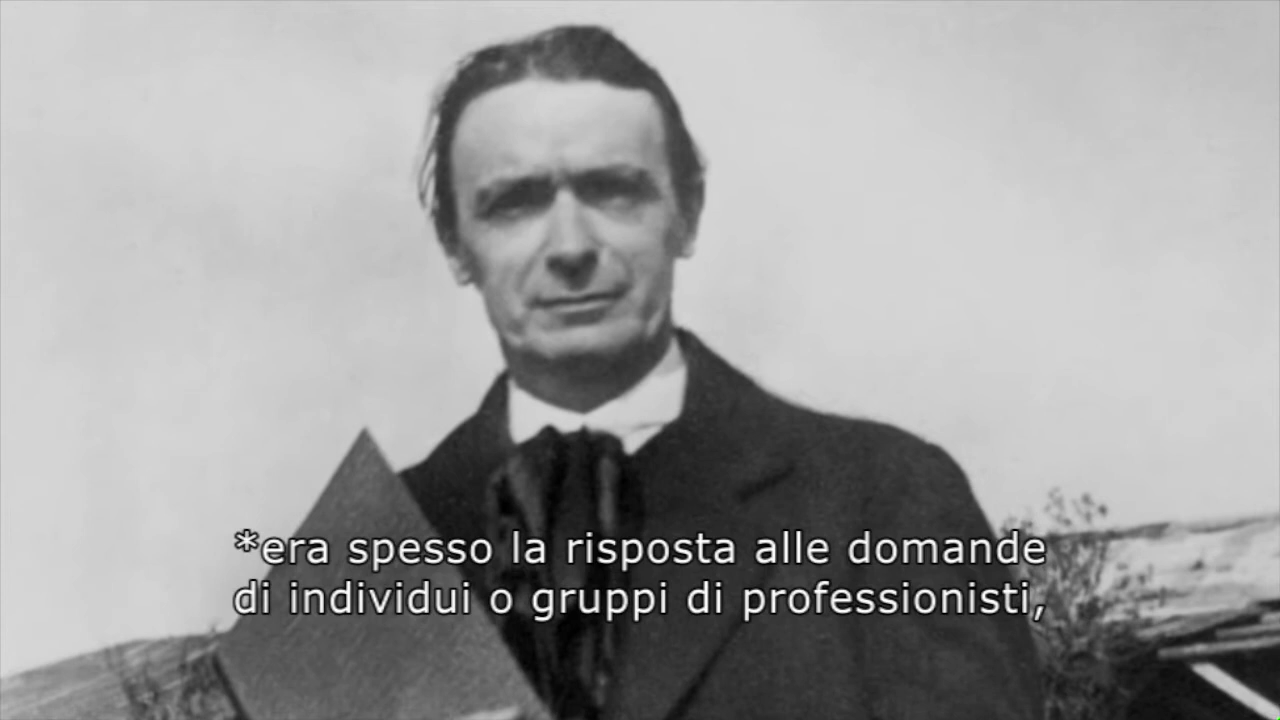 *era spesso la risposta alle domande
di individui o gruppi di professionisti,